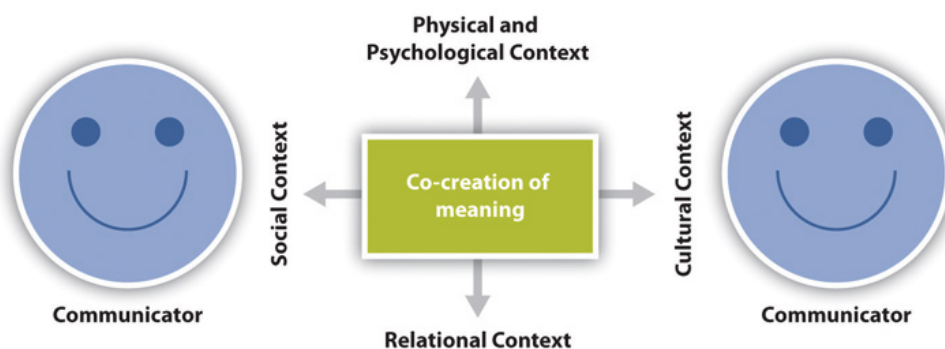 Physical and
Psychological Context
Social Context
Co-creation of
meaning
Cultural Context
Communicator
Relational Context
Communicator